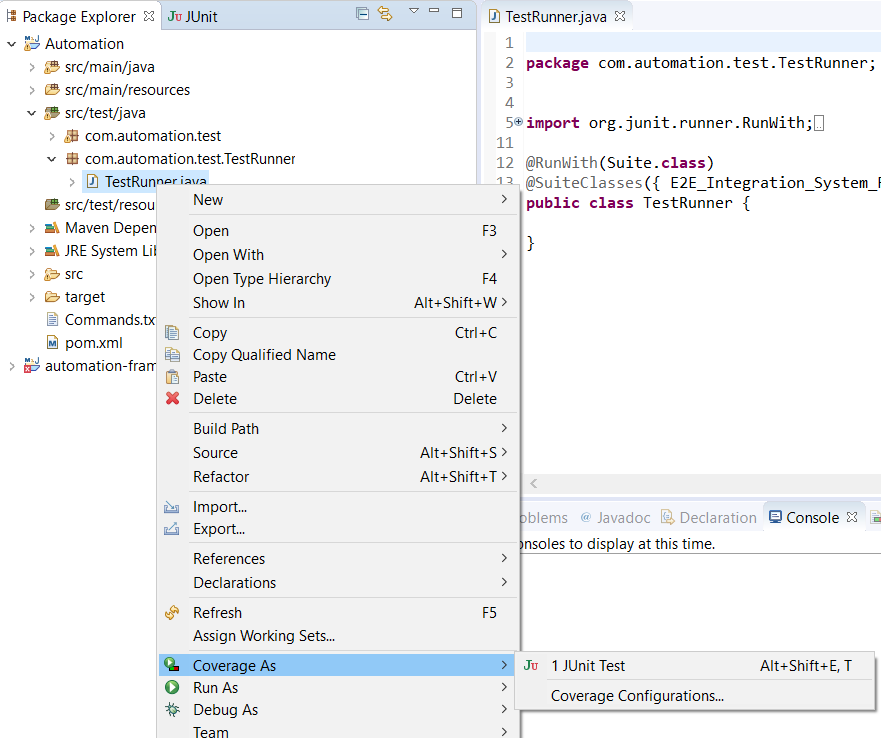 Package Explorer
JUnit
Automation
src/main/java
src/main/resources
src/test/java
com.automation.test
com.automation.test.TestRunner
TestRunner.java
src/test/resou
Maven Depen
JRE System Lib
src
target
Commands.tx
pom.xml
automation-fram
New
Open F3
Open With
Open Type Hierarchy F4
Show In Alt+Shift+W
Copy Ctrl+C
Copy Qualified Name
Paste Ctrl+V
Delete Delete
Build Path
Source Alt+Shift+S
Refactor Alt+Shift+T
Import...
Export...
References
Declarations
Refresh F5
Assign Working Sets...
Coverage As
Run As
Debug As
Team
1 JUnit Test Alt+Shift+E, T
Coverage Configurations...
TestRunner.java
1
2 package com.automation.test.TestRunner;
3
4
5 import org.junit.runner.RunWith;
11
12 @RunWith(Suite.class)
13 @SuiteClasses({ E2E_Integration_System_
public class TestRunner {
}
oblems @ Javadoc Declaration Console
onsoles to display at this time.